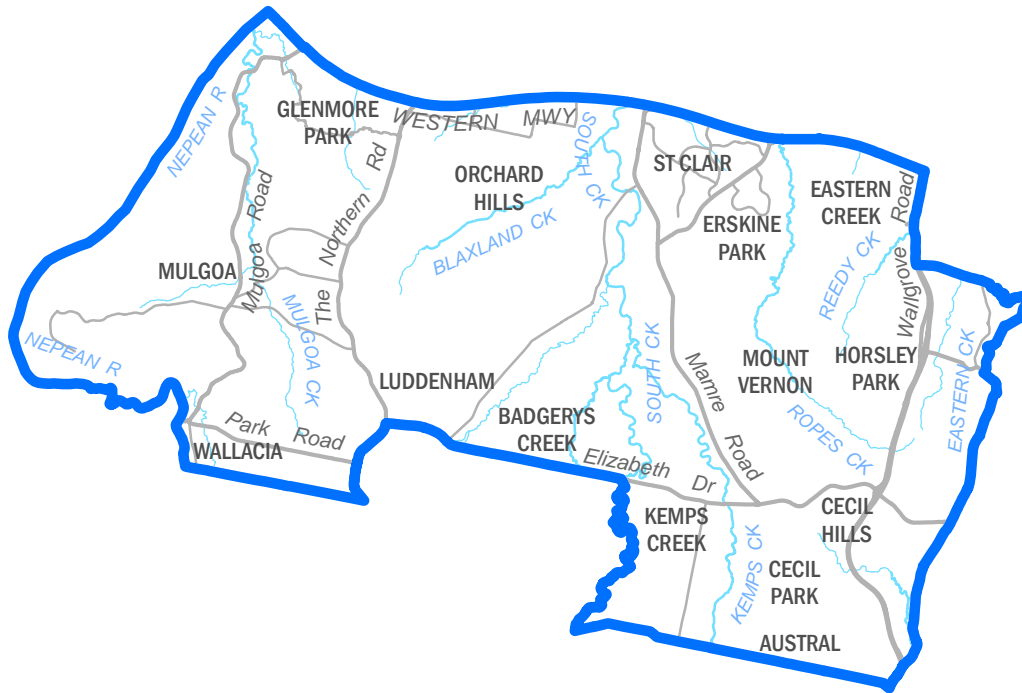 NEPEAN R
GLENMORE
PARK
WESTERN MWY
SOUTH CK
ST CLAIR
ORCHARD
HILLS
EASTERN
CREEK
ERSKINE
PARK
Mulgoa Road
The Northern Rd
BLAXLAND CK
REEDY CK
Wallgrove Road
MULGOA
MULGOA CK
NEPEAN R
LUDDENHAM
SOUTH CK
Mamre Road
MOUNT
VERNON
HORSLEY
PARK
EASTERN CK
BADGERYS
CREEK
ROPES CK
Park Road
WALLACIA
Elizabeth Dr
KEMPS
CREEK
CECIL
HILLS
KEMPS CK
CECIL
PARK
AUSTRAL